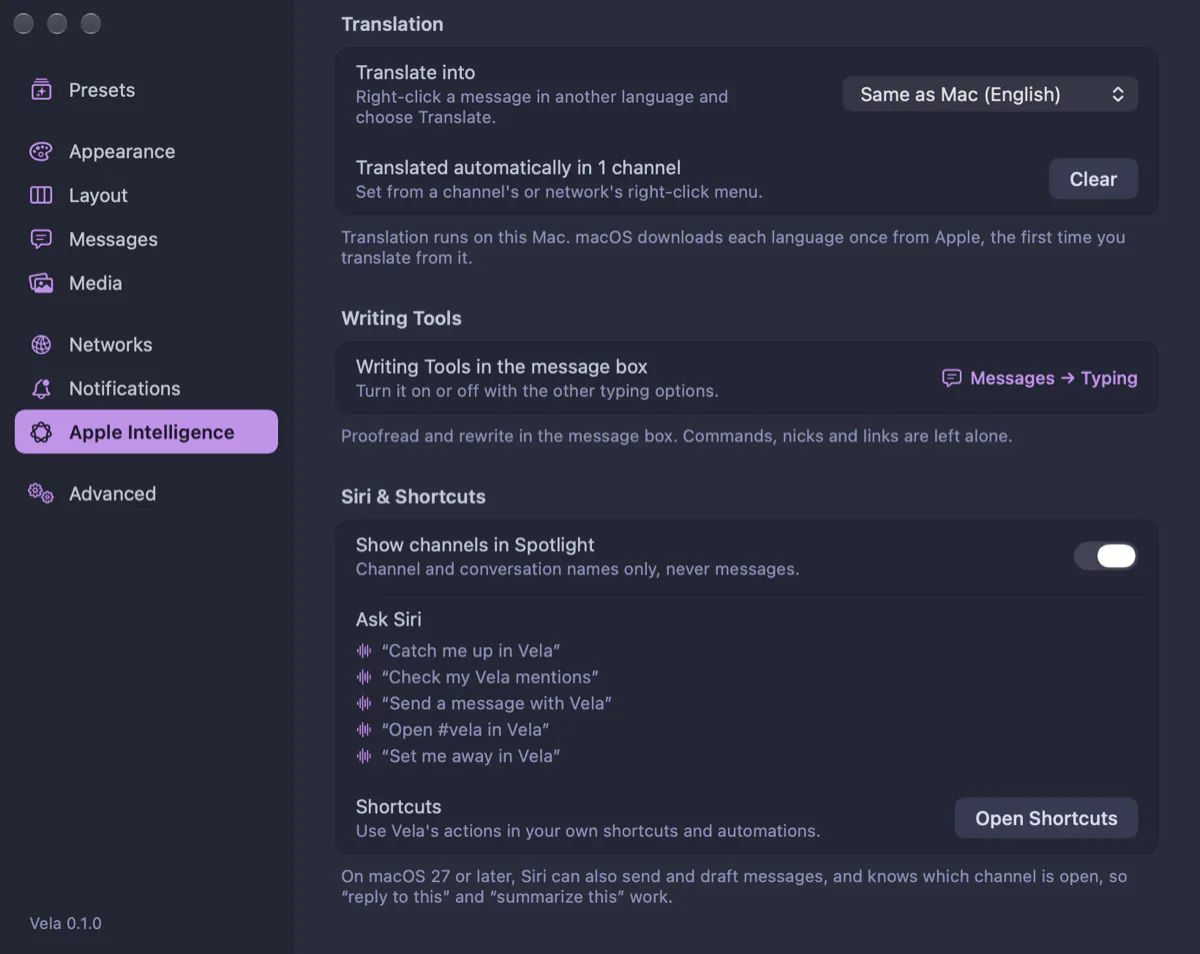 Presets
Appearance
Layout
Messages
Media
Networks
Notifications
Apple Intelligence
Advanced
Vela 0.1.0
Translation
Translate into
Right-click a message in another language and
choose Translate.
Same as Mac (English)
Translated automatically in 1 channel
Set from a channel's or network's right-click menu.
Clear
Translation runs on this Mac. macOS downloads each language once from Apple, the first time you
translate from it.
Writing Tools
Writing Tools in the message box
Turn it on or off with the other typing options.
Messages → Typing
Proofread and rewrite in the message box. Commands, nicks and links are left alone.
Siri & Shortcuts
Show channels in Spotlight
Channel and conversation names only, never messages.
Ask Siri
“Catch me up in Vela”
“Check my Vela mentions”
“Send a message with Vela”
“Open #vela in Vela”
“Set me away in Vela”
Shortcuts
Use Vela's actions in your own shortcuts and automations.
Open Shortcuts
On macOS 27 or later, Siri can also send and draft messages, and knows which channel is open, so
“reply to this” and “summarize this” work.